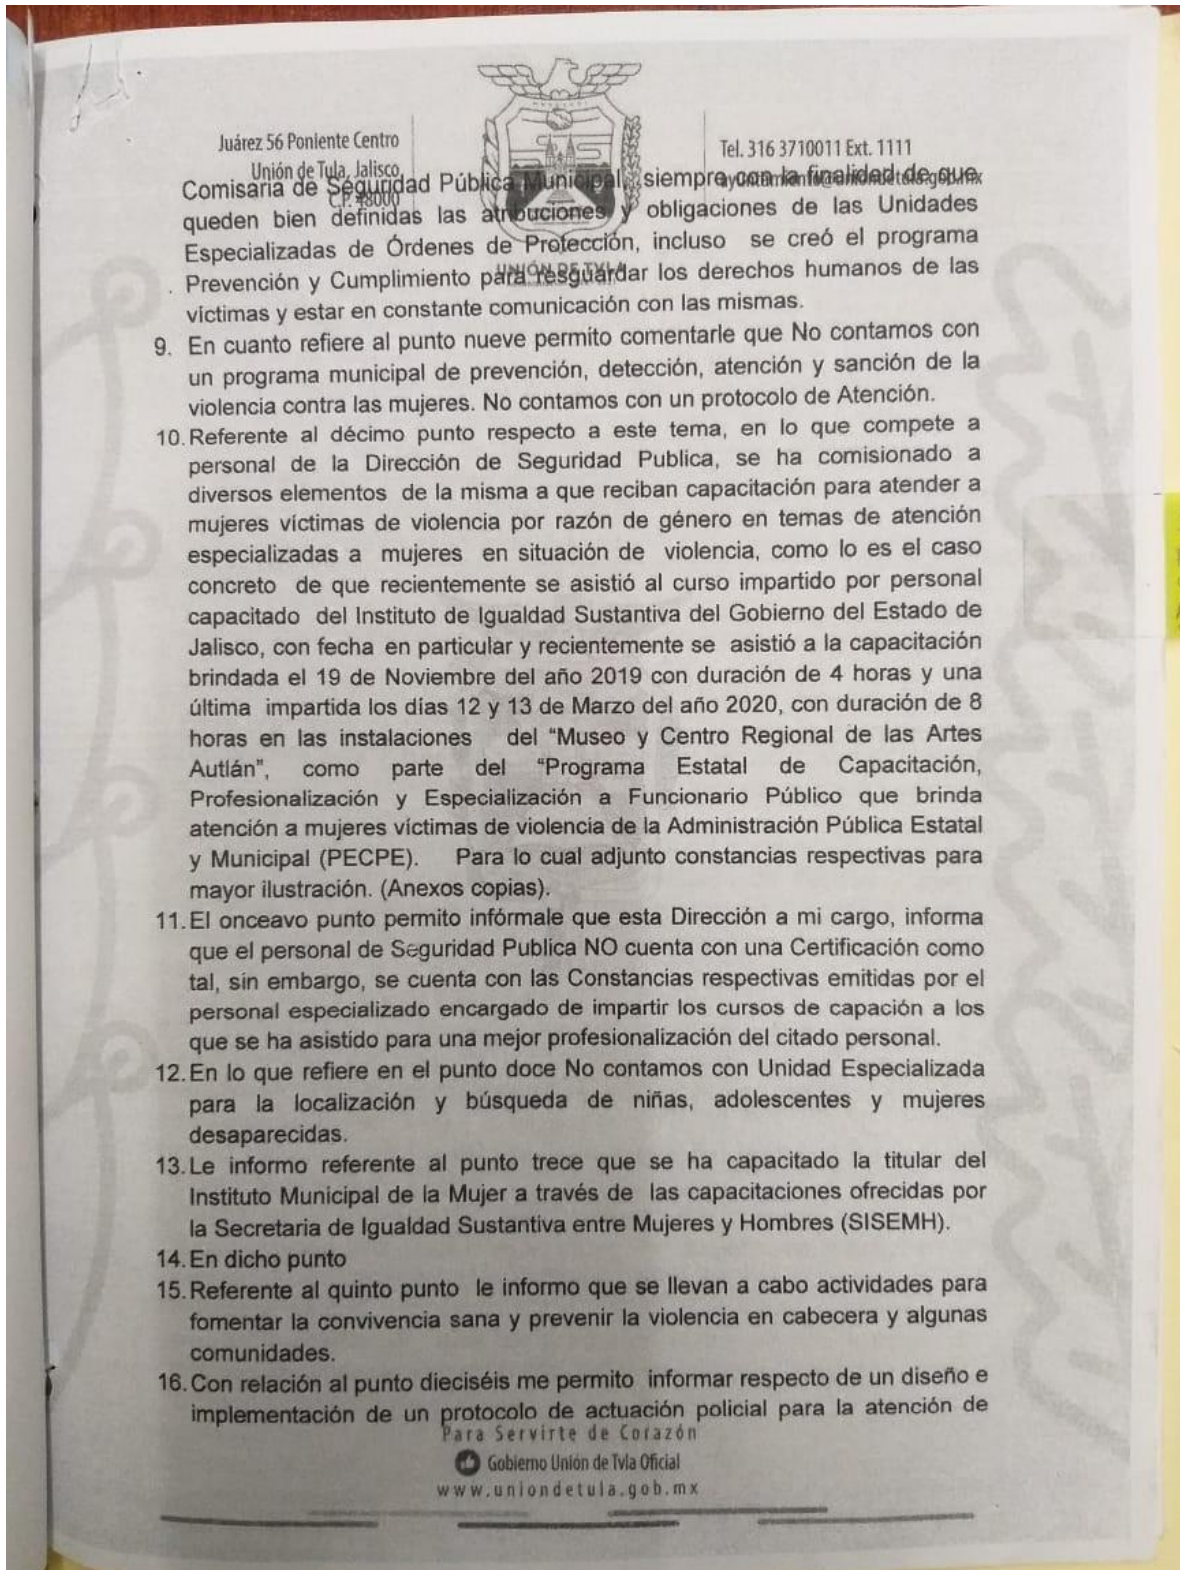 Juárez 56 Poniente Centro
Unión de Tula, Jalisco
C.P. 48000
Tel. 316 3710011 Ext. 1111
ayuntamiento@uniondetula.gob.mx
UNIÓN DE TVLA
Comisaria de Seguridad Pública Municipal, siempre con la finalidad de que
queden bien definidas las atribuciones y obligaciones de las Unidades
Especializadas de Órdenes de Protección, incluso se creó el programa
Prevención y Cumplimiento para resguardar los derechos humanos de las
víctimas y estar en constante comunicación con las mismas.
9. En cuanto refiere al punto nueve permito comentarle que No contamos con
un programa municipal de prevención, detección, atención y sanción de la
violencia contra las mujeres. No contamos con un protocolo de Atención.
10. Referente al décimo punto respecto a este tema, en lo que compete a
personal de la Dirección de Seguridad Publica, se ha comisionado a
diversos elementos de la misma a que reciban capacitación para atender a
mujeres víctimas de violencia por razón de género en temas de atención
especializadas a mujeres en situación de violencia, como lo es el caso
concreto de que recientemente se asistió al curso impartido por personal
capacitado del Instituto de Igualdad Sustantiva del Gobierno del Estado de
Jalisco, con fecha en particular y recientemente se asistió a la capacitación
brindada el 19 de Noviembre del año 2019 con duración de 4 horas y una
última impartida los días 12 y 13 de Marzo del año 2020, con duración de 8
horas en las instalaciones del “Museo y Centro Regional de las Artes
Autlán”, como parte del “Programa Estatal de Capacitación,
Profesionalización y Especialización a Funcionario Público que brinda
atención a mujeres víctimas de violencia de la Administración Pública Estatal
y Municipal (PECPE). Para lo cual adjunto constancias respectivas para
mayor ilustración. (Anexos copias).
11. El onceavo punto permito infórmale que esta Dirección a mi cargo, informa
que el personal de Seguridad Publica NO cuenta con una Certificación como
tal, sin embargo, se cuenta con las Constancias respectivas emitidas por el
personal especializado encargado de impartir los cursos de capación a los
que se ha asistido para una mejor profesionalización del citado personal.
12. En lo que refiere en el punto doce No contamos con Unidad Especializada
para la localización y búsqueda de niñas, adolescentes y mujeres
desaparecidas.
13. Le informo referente al punto trece que se ha capacitado la titular del
Instituto Municipal de la Mujer a través de las capacitaciones ofrecidas por
la Secretaria de Igualdad Sustantiva entre Mujeres y Hombres (SISEMH).
14. En dicho punto
15. Referente al quinto punto le informo que se llevan a cabo actividades para
fomentar la convivencia sana y prevenir la violencia en cabecera y algunas
comunidades.
16. Con relación al punto dieciséis me permito informar respecto de un diseño e
implementación de un protocolo de actuación policial para la atención de
Para Servirte de Corazón
Gobierno Unión de Tvla Oficial
www.uniondetula.gob.mx